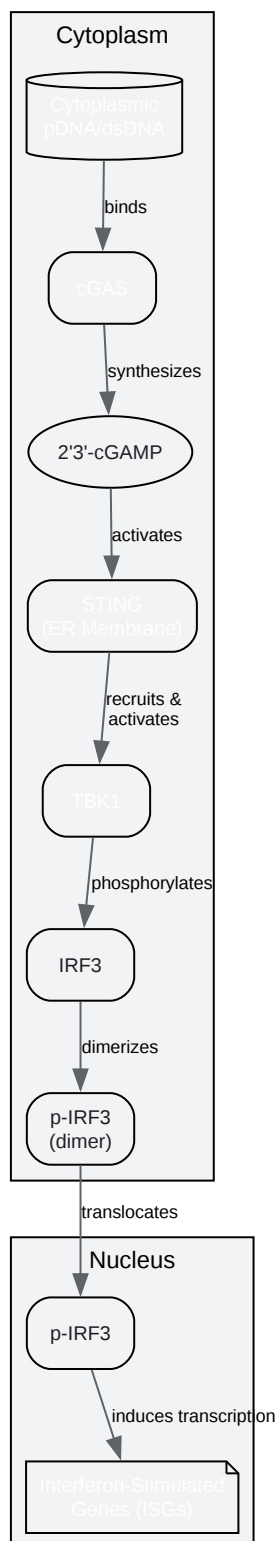 Cytoplasm
Cytoplasmic
pDNA/dsDNA
binds
cGAS
synthesizes
2'3'-cGAMP
activates
STING
(ER Membrane)
recruits &
activates
TBK1
phosphorylates
IRF3
dimerizes
p-IRF3
(dimer)
translocates
Nucleus
p-IRF3
induces transcription
Interferon-Stimulated
Genes (ISGs)